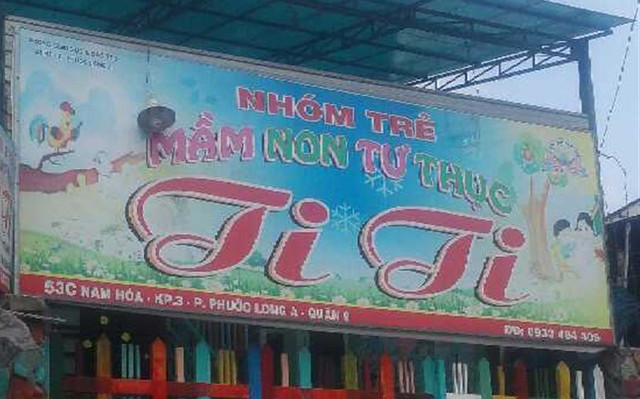 NHÓM TRẺ
MẦM NON TƯ THỤC
Ti Ti
53C NAM HÒA - KP.3 - P. PHƯỚC LONG A - QUẬN 9